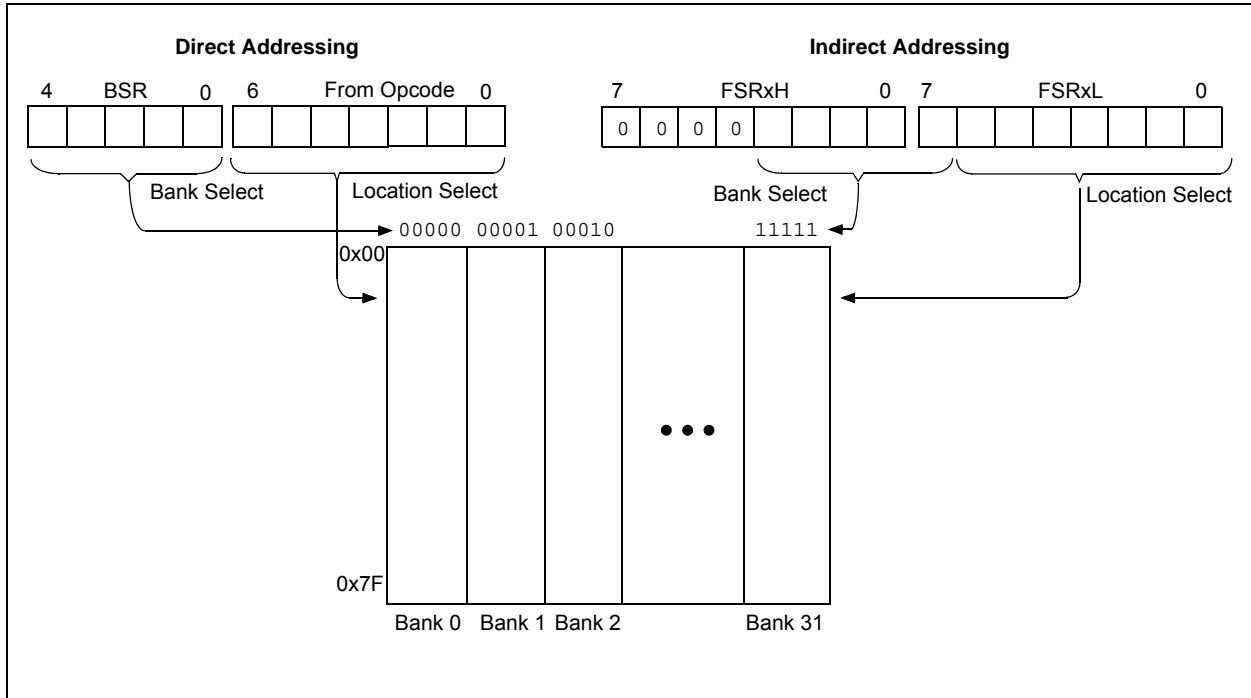 Direct Addressing
Indirect Addressing
4 BSR 0 6 From Opcode 0
7 FSRxH 0 7 FSRxL 0
0 0 0 0
Bank Select
Location Select
Bank Select
Location Select
00000 00001 00010 11111
0x00
0x7F
Bank 0 Bank 1 Bank 2 Bank 31